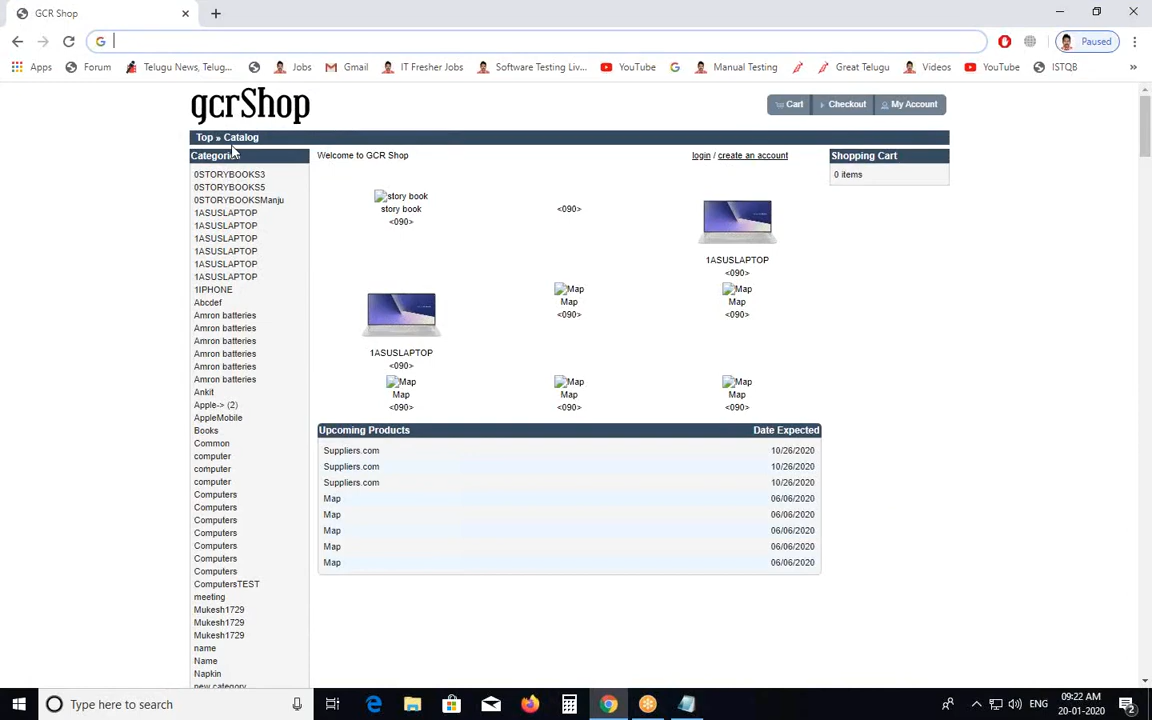 GCR Shop
Paused
Apps
Forum
Telugu News, Telug...
Jobs
Gmail
IT Fresher Jobs
Software Testing Liv...
YouTube
Manual Testing
Great Telugu
Videos
YouTube
ISTQB
»
gcrShop
Cart
Checkout
My Account
Top » Catalog
Categories
0STORYBOOKS3
0STORYBOOKS5
0STORYBOOKSManju
1ASUSLAPTOP
1ASUSLAPTOP
1ASUSLAPTOP
1ASUSLAPTOP
1ASUSLAPTOP
1ASUSLAPTOP
1IPHONE
Abcdef
Amron batteries
Amron batteries
Amron batteries
Amron batteries
Amron batteries
Amron batteries
Ankit
Apple-> (2)
AppleMobile
Books
Common
computer
computer
computer
Computers
Computers
Computers
Computers
Computers
Computers
Computers
ComputersTEST
meeting
Mukesh1729
Mukesh1729
Mukesh1729
name
Name
Napkin
new category
Welcome to GCR Shop
login / create an account
story book
story book
<090>
<090>
1ASUSLAPTOP
<090>
1ASUSLAPTOP
<090>
Map
Map
<090>
Map
Map
<090>
Map
Map
<090>
Map
Map
<090>
Map
Map
<090>
Upcoming Products Date Expected
Suppliers.com 10/26/2020
Suppliers.com 10/26/2020
Suppliers.com 10/26/2020
Map 06/06/2020
Map 06/06/2020
Map 06/06/2020
Map 06/06/2020
Map 06/06/2020
Shopping Cart
0 items
Type here to search
ENG
09:22 AM
20-01-2020
2